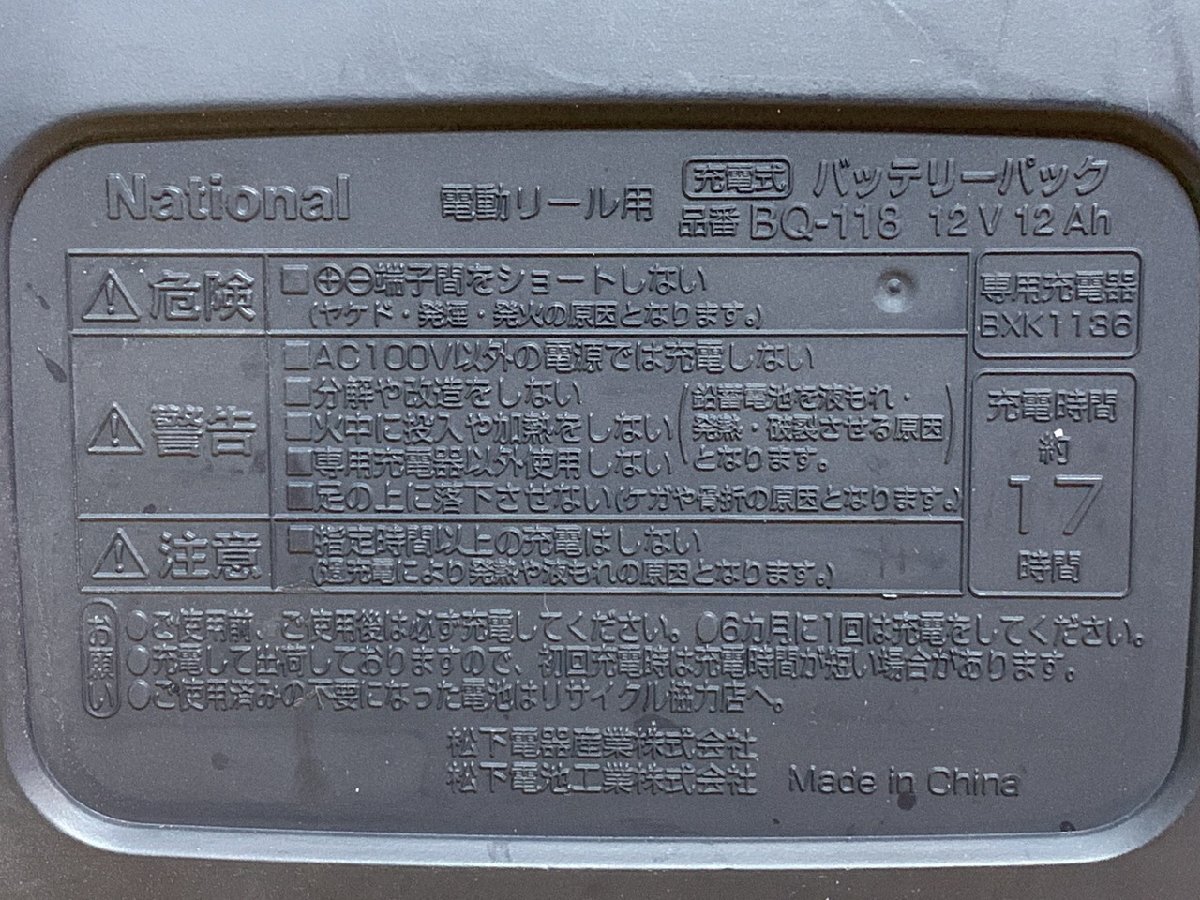 National 電動リール用 充電式 バッテリーパック
品番 BQ-118 12V 12Ah
危険
□⊕⊖端子間をショートしない
(ヤケド・発煙・発火の原因となります。)
警告
□AC100V以外の電源では充電しない
□分解や改造をしない
□火中に投入や加熱をしない
□専用充電器以外使用しない
(鉛蓄電池を液もれ・
発熱・破裂させる原因
となります。)
□足の上に落下させない(ケガや骨折の原因となります。)
注意
□指定時間以上の充電はしない
(過充電により発熱や液もれの原因となります。)
専用充電器
BXK1136
充電時間
約
17
時間
お願い
●ご使用前、ご使用後は必ず充電してください。●6カ月に1回は充電をしてください。
●充電して出荷しておりますので、初回充電時は充電時間が短い場合があります。
●ご使用済みの不要になった電池はリサイクル協力店へ。
松下電器産業株式会社
松下電池工業株式会社 Made in China